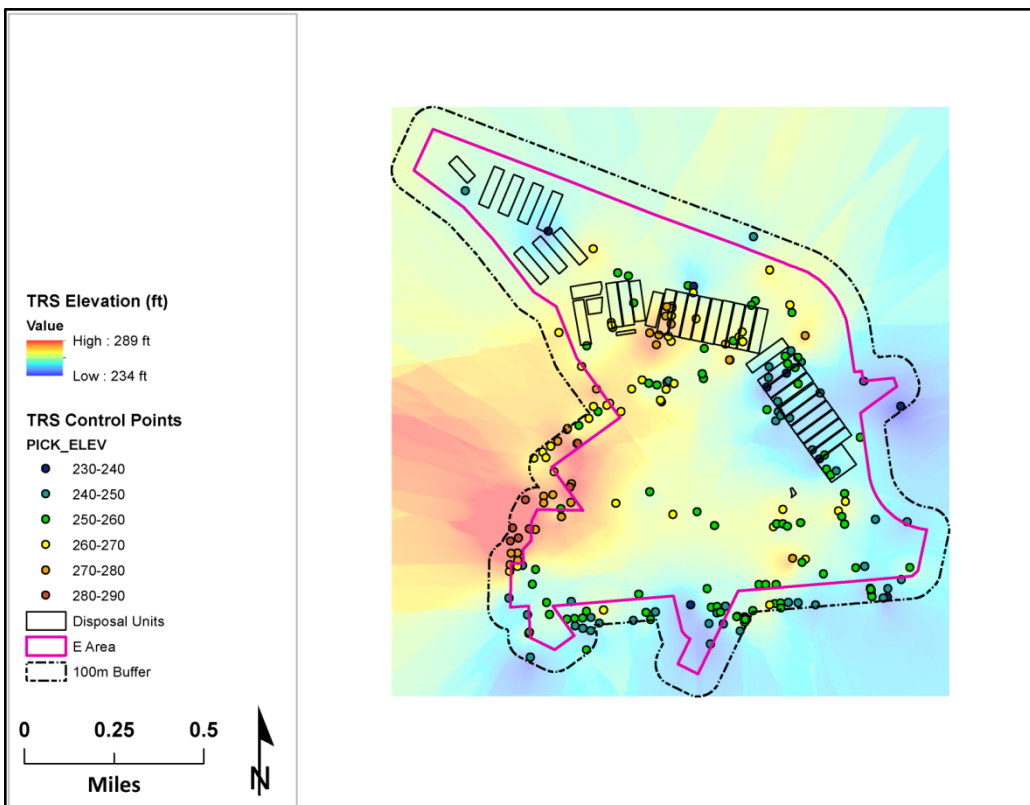 TRS Elevation (ft)
Value
High : 289 ft
Low : 234 ft
TRS Control Points
PICK_ELEV
230-240
240-250
250-260
260-270
270-280
280-290
Disposal Units
E Area
100m Buffer
0 0.25 0.5
Miles
N